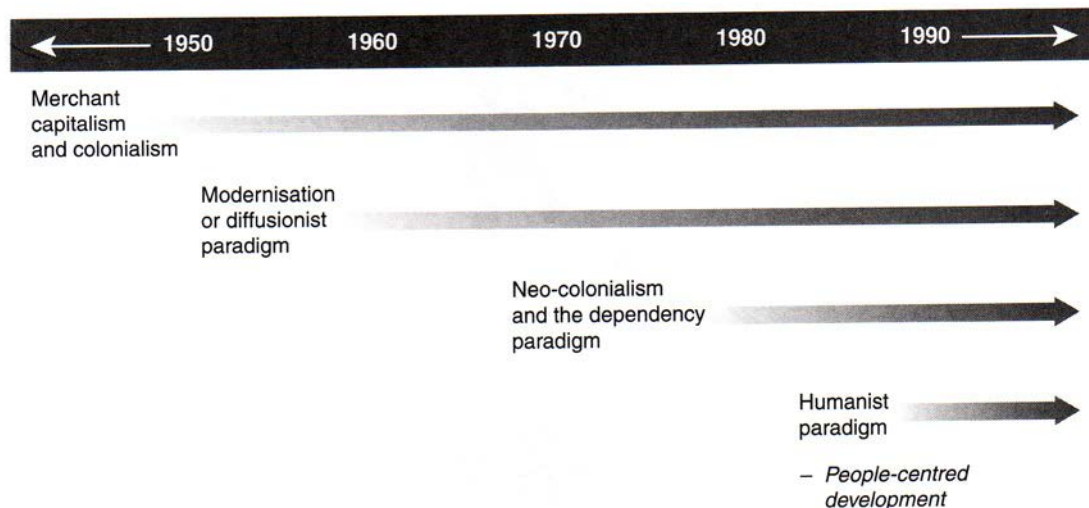 1950 1960 1970 1980 1990
Merchant
capitalism
and colonialism
Modernisation
or diffusionist
paradigm
Neo-colonialism
and the dependency
paradigm
Humanist
paradigm
– People-centred
development